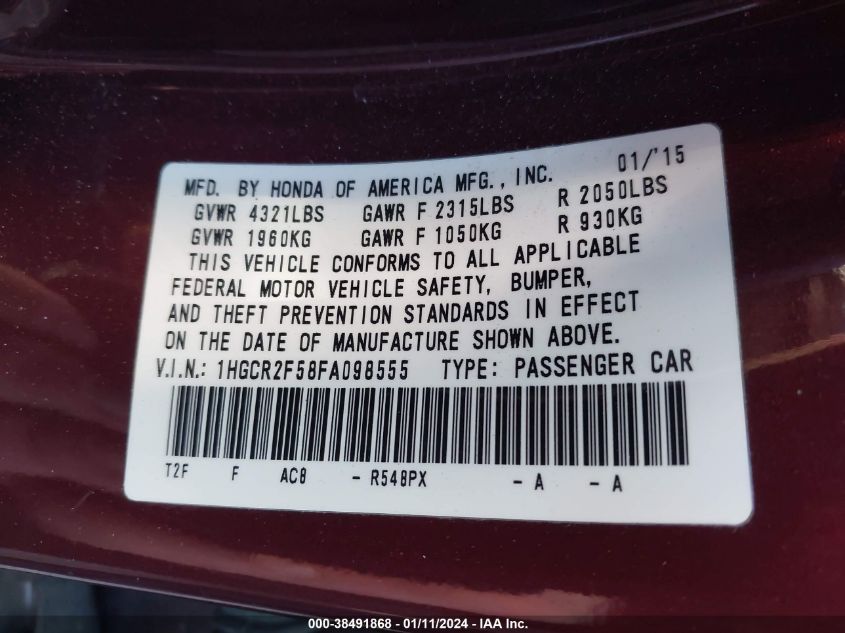 01/'15
MFD. BY HONDA OF AMERICA MFG., INC.
GVWR 4321LBS GAWR F 2315LBS R 2050LBS
GVWR 1960KG GAWR F 1050KG R 930KG
THIS VEHICLE CONFORMS TO ALL APPLICABLE
FEDERAL MOTOR VEHICLE SAFETY, BUMPER,
AND THEFT PREVENTION STANDARDS IN EFFECT
ON THE DATE OF MANUFACTURE SHOWN ABOVE.
V.I.N.: 1HGCR2F58FA098555 TYPE: PASSENGER CAR
T2F F AC8 - R548PX - A - A
000-38491868 - 01/11/2024 - IAA Inc.